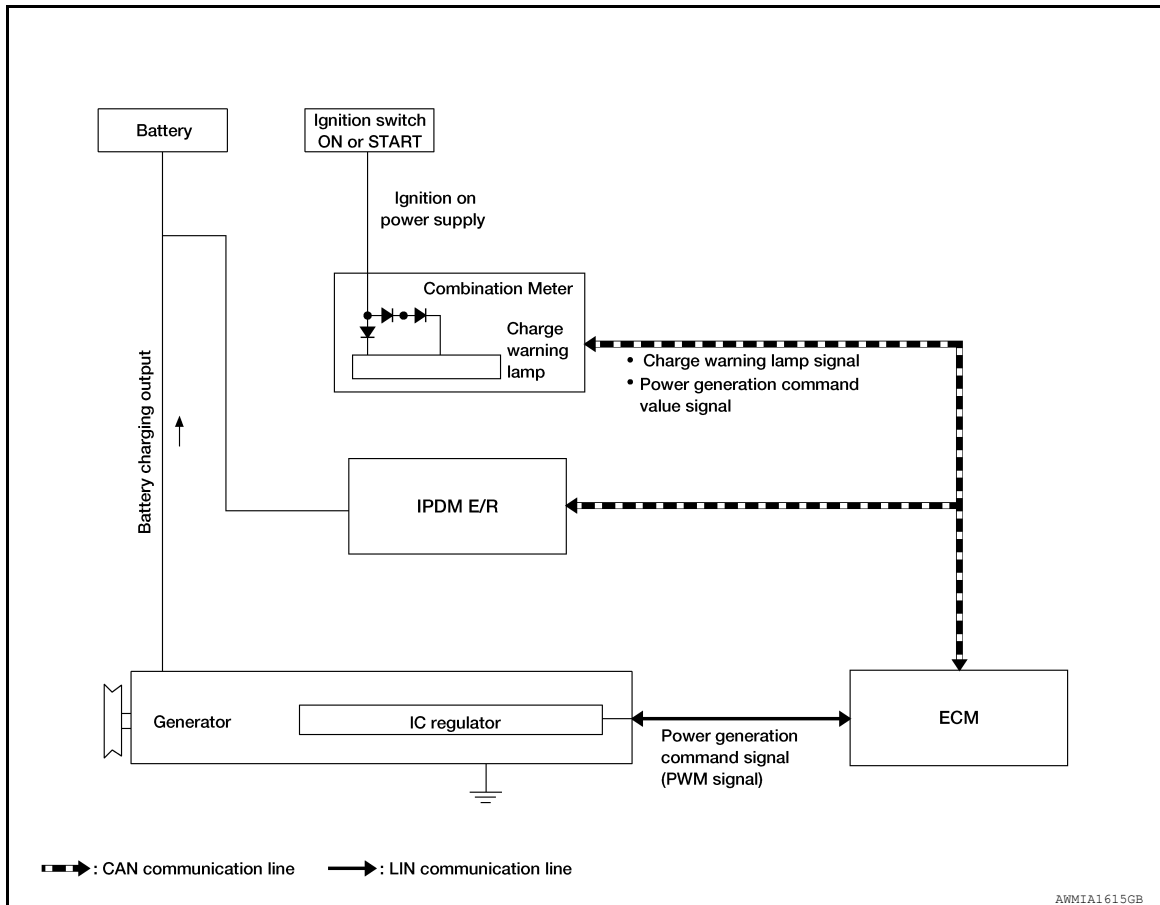 Battery
Ignition switch
ON or START
Ignition on
power supply
Combination Meter
Charge
warning
lamp
• Charge warning lamp signal
• Power generation command
value signal
Battery charging output
IPDM E/R
Generator
IC regulator
Power generation
command signal
(PWM signal)
ECM
: CAN communication line
: LIN communication line
AWMIA1615GB